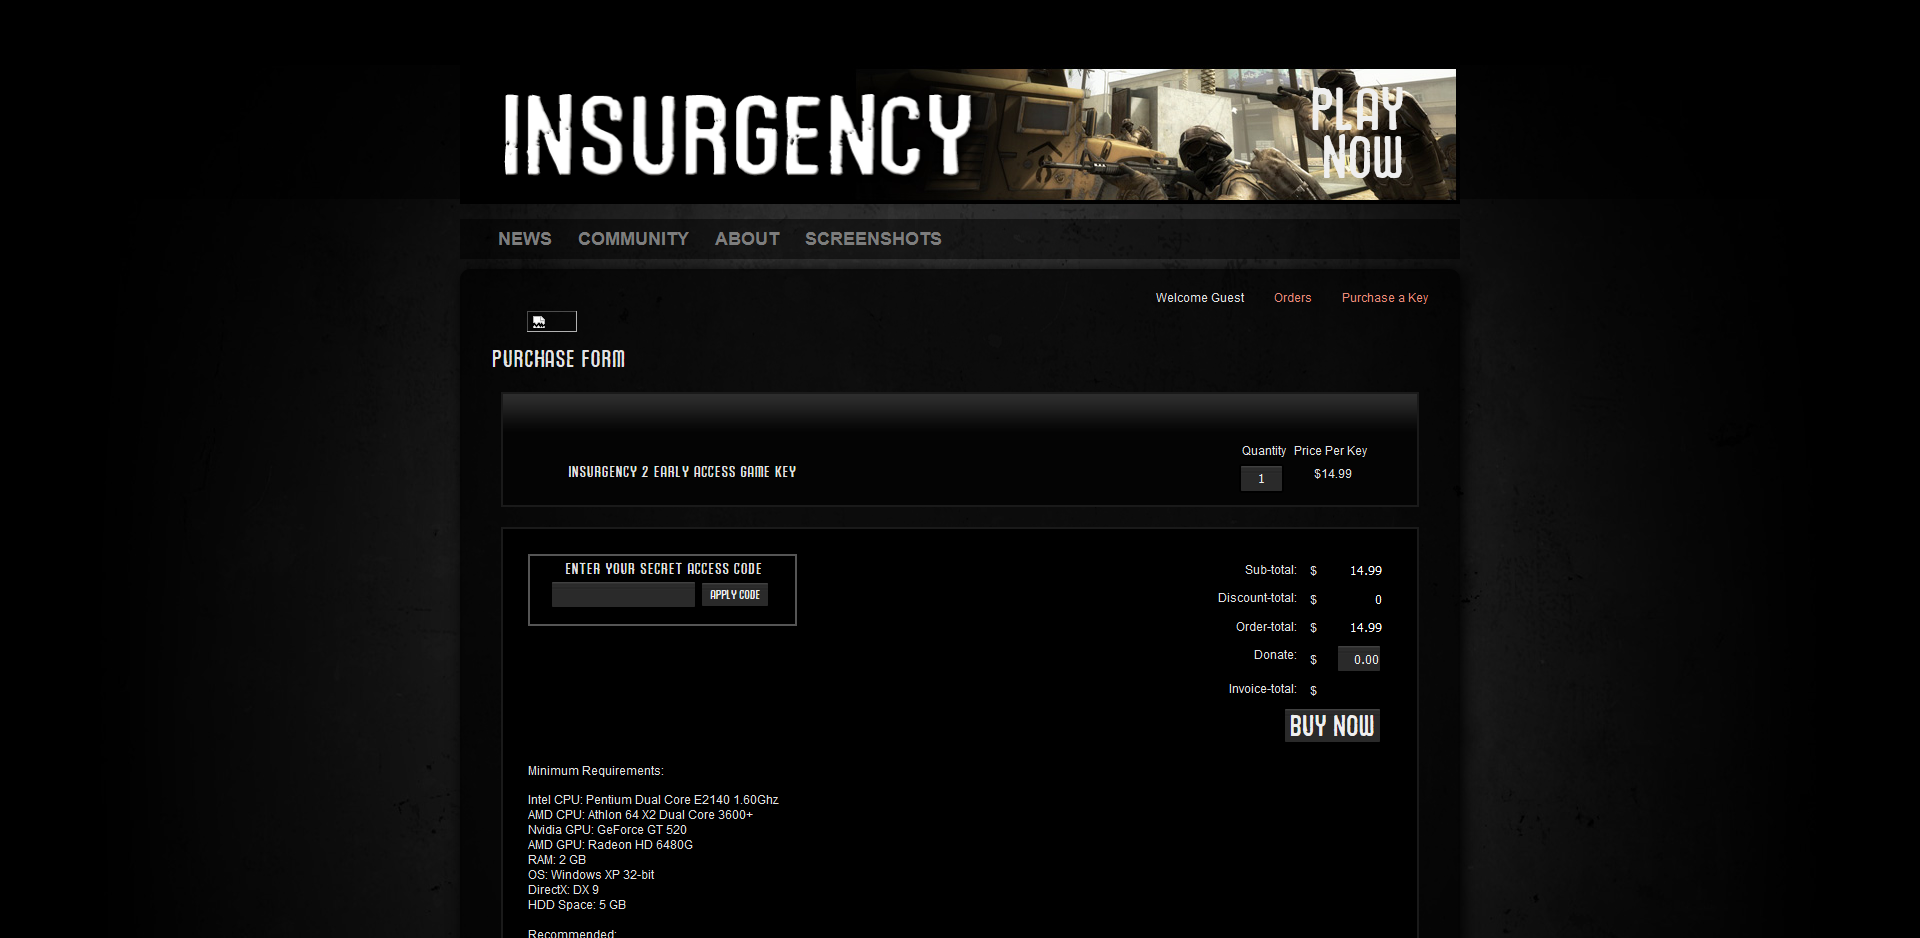 INSURGENCY
PLAY
NOW
NEWS COMMUNITY ABOUT SCREENSHOTS
Welcome Guest Orders Purchase a Key
PURCHASE FORM
Quantity Price Per Key
INSURGENCY 2 EARLY ACCESS GAME KEY
1 $14.99
ENTER YOUR SECRET ACCESS CODE
APPLY CODE
Sub-total: $ 14.99
Discount-total: $ 0
Order-total: $ 14.99
Donate: $ 0.00
Invoice-total: $
BUY NOW
Minimum Requirements:
Intel CPU: Pentium Dual Core E2140 1.60Ghz
AMD CPU: Athlon 64 X2 Dual Core 3600+
Nvidia GPU: GeForce GT 520
AMD GPU: Radeon HD 6480G
RAM: 2 GB
OS: Windows XP 32-bit
DirectX: DX 9
HDD Space: 5 GB
Recommended: